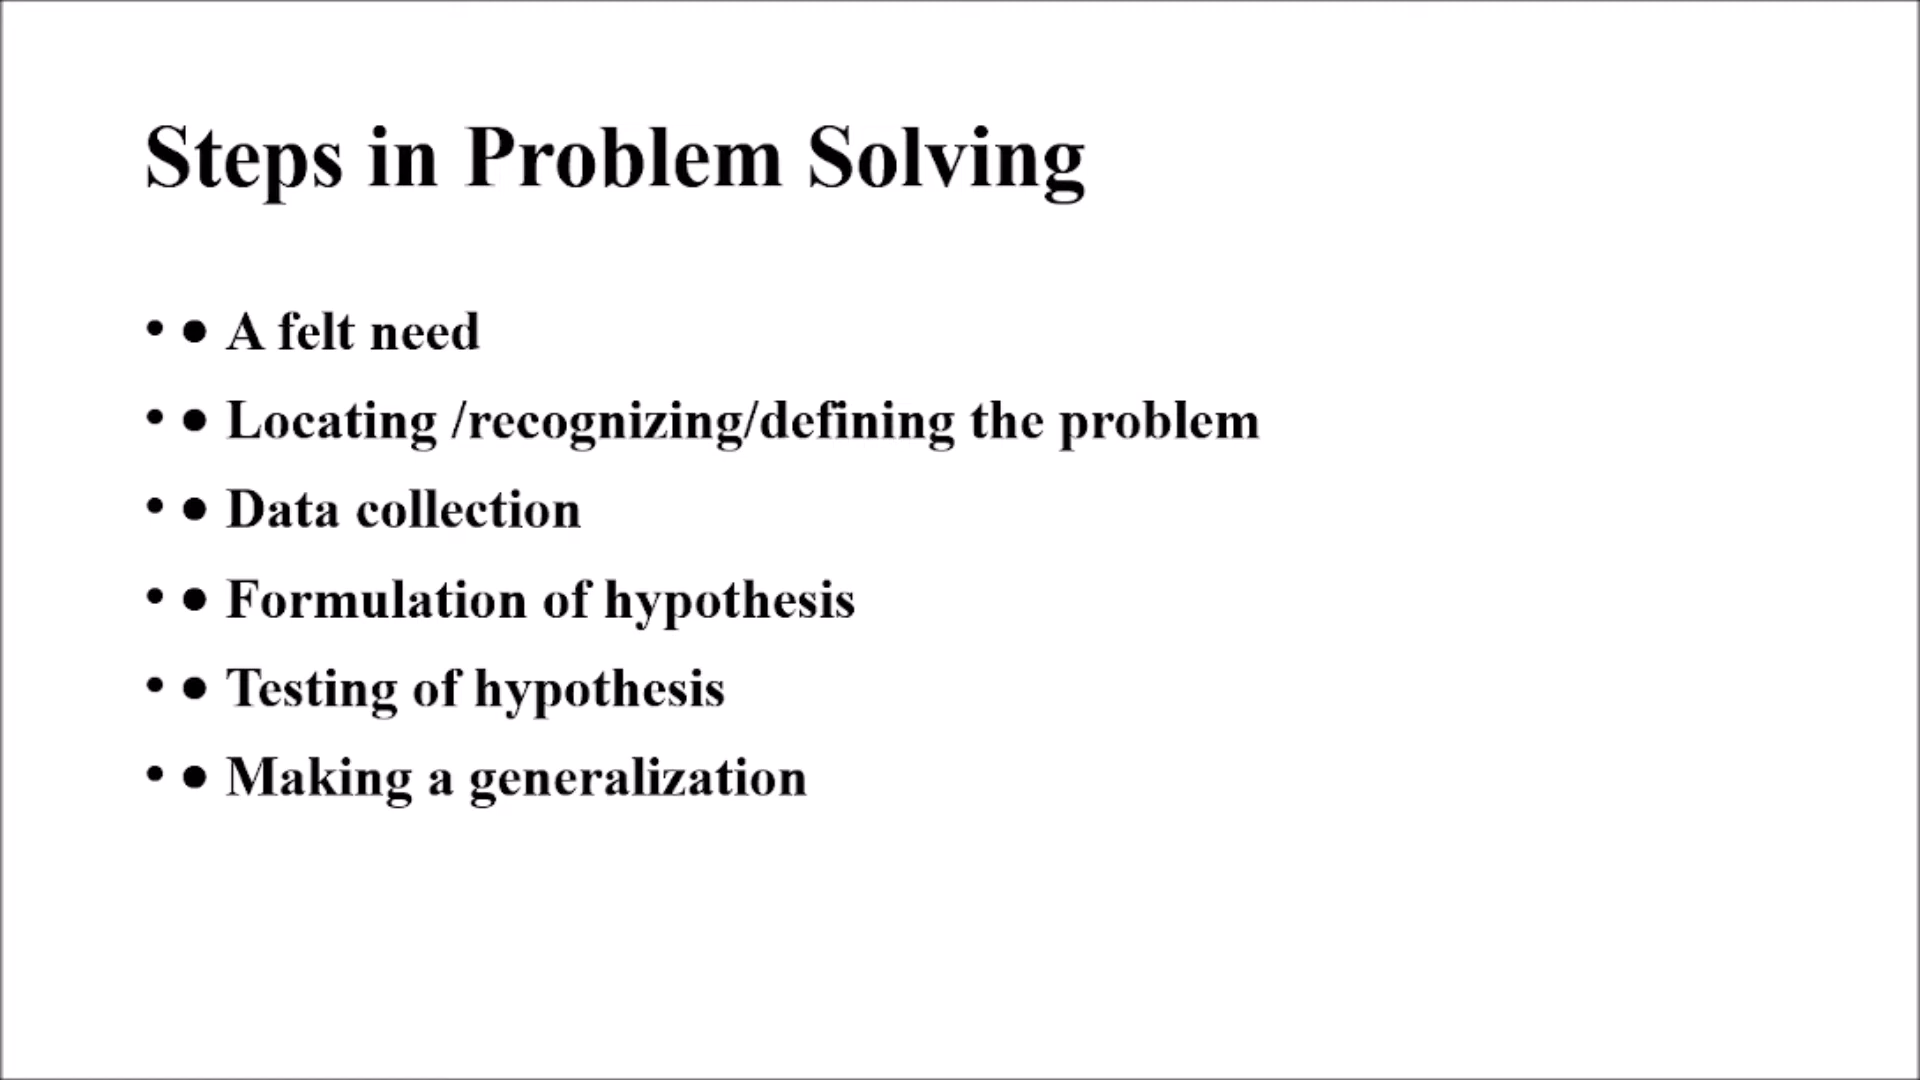 Steps in Problem Solving
• ● A felt need
• ● Locating /recognizing/defining the problem
• ● Data collection
• ● Formulation of hypothesis
• ● Testing of hypothesis
• ● Making a generalization